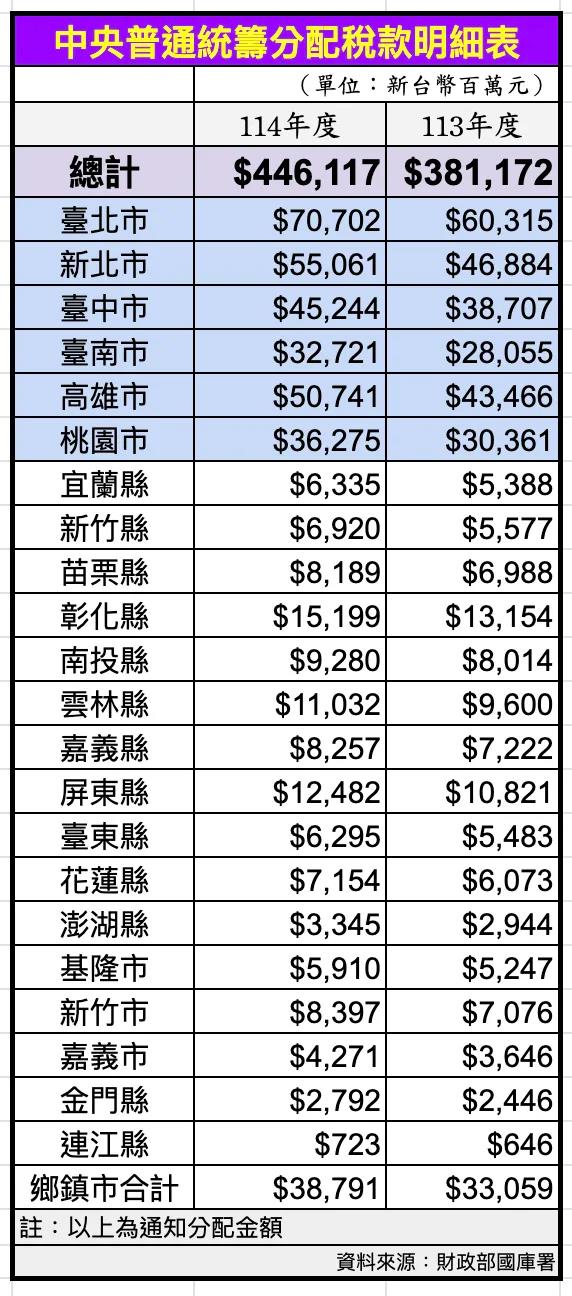 中央普通統籌分配稅款明細表
（單位：新台幣百萬元）
114年度 113年度
總計 $446,117 $381,172
臺北市 $70,702 $60,315
新北市 $55,061 $46,884
臺中市 $45,244 $38,707
臺南市 $32,721 $28,055
高雄市 $50,741 $43,466
桃園市 $36,275 $30,361
宜蘭縣 $6,335 $5,388
新竹縣 $6,920 $5,577
苗栗縣 $8,189 $6,988
彰化縣 $15,199 $13,154
南投縣 $9,280 $8,014
雲林縣 $11,032 $9,600
嘉義縣 $8,257 $7,222
屏東縣 $12,482 $10,821
臺東縣 $6,295 $5,483
花蓮縣 $7,154 $6,073
澎湖縣 $3,345 $2,944
基隆市 $5,910 $5,247
新竹市 $8,397 $7,076
嘉義市 $4,271 $3,646
金門縣 $2,792 $2,446
連江縣 $723 $646
鄉鎮市合計 $38,791 $33,059
註：以上為通知分配金額
資料來源：財政部國庫署